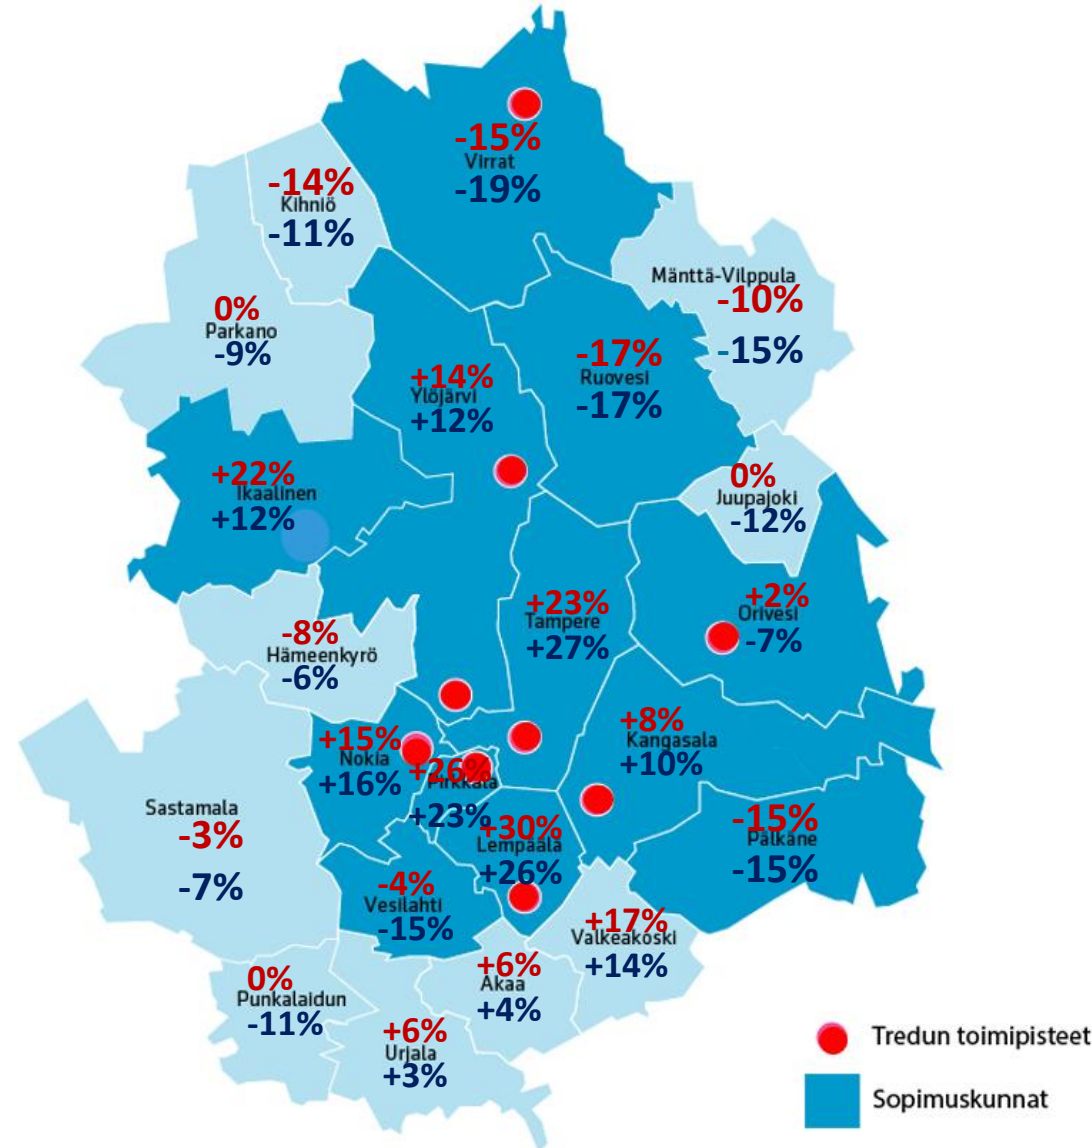 -15%
Virrat
-19%
-14%
Kihniö
-11%
Mänttä-Vilppula
-10%
-15%
0%
Parkano
-9%
+14%
Ylöjärvi
+12%
-17%
Ruovesi
-17%
+22%
Ikaalinen
+12%
0%
Juupajoki
-12%
+23%
Tampere
+27%
+2%
Orivesi
-7%
-8%
Hämeenkyrö
-6%
+15%
Nokia
+16%
+26%
Pirkkala
+23%
+8%
Kangasala
+10%
Sastamala
-3%
-7%
+30%
Lempäälä
+26%
-15%
Pälkäne
-15%
-4%
Vesilahti
-15%
+17%
Valkeakoski
+14%
0%
Punkalaidun
-11%
+6%
Akaa
+4%
+6%
Urjala
+3%
Tredun toimipisteet
Sopimuskunnat